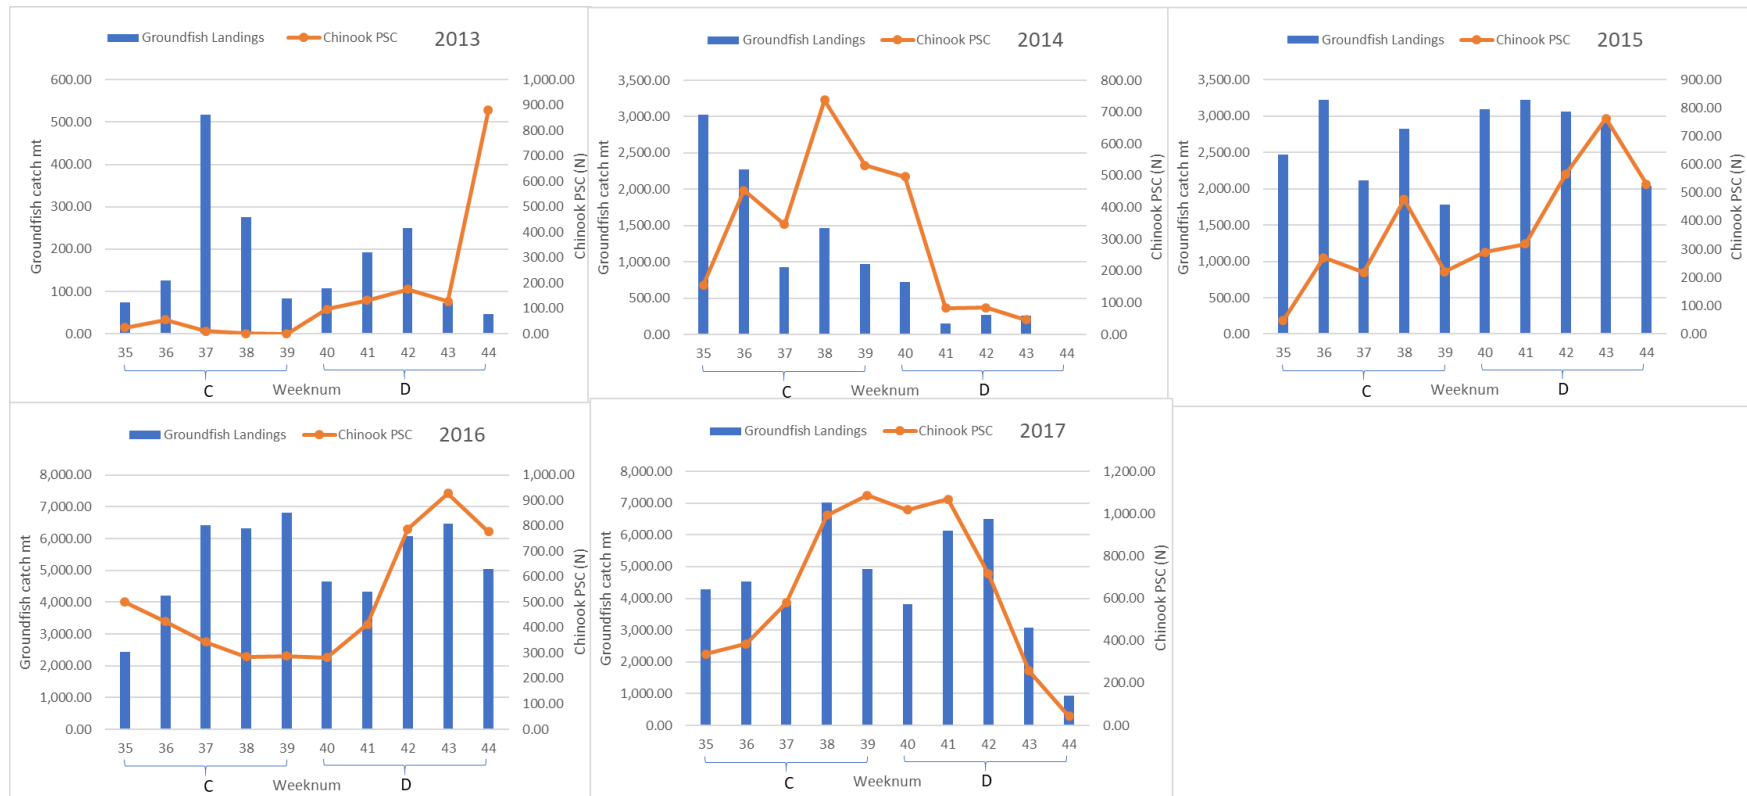 Groundfish Landings Chinook PSC 2013
600.00 1,000.00
500.00 900.00
400.00 800.00
300.00 700.00
200.00 600.00
100.00 500.00
0.00 400.00
300.00
200.00
100.00
0.00
Groundfish catch mt
Chinook PSC (N)
35 36 37 38 39 40 41 42 43 44
C Weeknum D
Groundfish Landings Chinook PSC 2014
3,500.00 800.00
3,000.00 700.00
2,500.00 600.00
2,000.00 500.00
1,500.00 400.00
1,000.00 300.00
500.00 200.00
0.00 100.00
0.00
Groundfish catch mt
Chinook PSC (N)
35 36 37 38 39 40 41 42 43 44
C Weeknum D
Groundfish Landings Chinook PSC 2015
3,500.00 900.00
3,000.00 800.00
2,500.00 700.00
2,000.00 600.00
1,500.00 500.00
1,000.00 400.00
500.00 300.00
0.00 200.00
100.00
0.00
Groundfish catch mt
Chinook PSC (N)
35 36 37 38 39 40 41 42 43 44
C Weeknum D
Groundfish Landings Chinook PSC 2016
8,000.00 1,000.00
7,000.00 900.00
6,000.00 800.00
5,000.00 700.00
4,000.00 600.00
3,000.00 500.00
2,000.00 400.00
1,000.00 300.00
0.00 200.00
100.00
0.00
Groundfish catch mt
Chinook PSC (N)
35 36 37 38 39 40 41 42 43 44
C Weeknum D
Groundfish Landings Chinook PSC 2017
8,000.00 1,200.00
7,000.00 1,000.00
6,000.00 800.00
5,000.00 600.00
4,000.00 400.00
3,000.00 200.00
2,000.00 0.00
1,000.00
0.00
Groundfish catch mt
Chinook PSC (N)
35 36 37 38 39 40 41 42 43 44
C Weeknum D